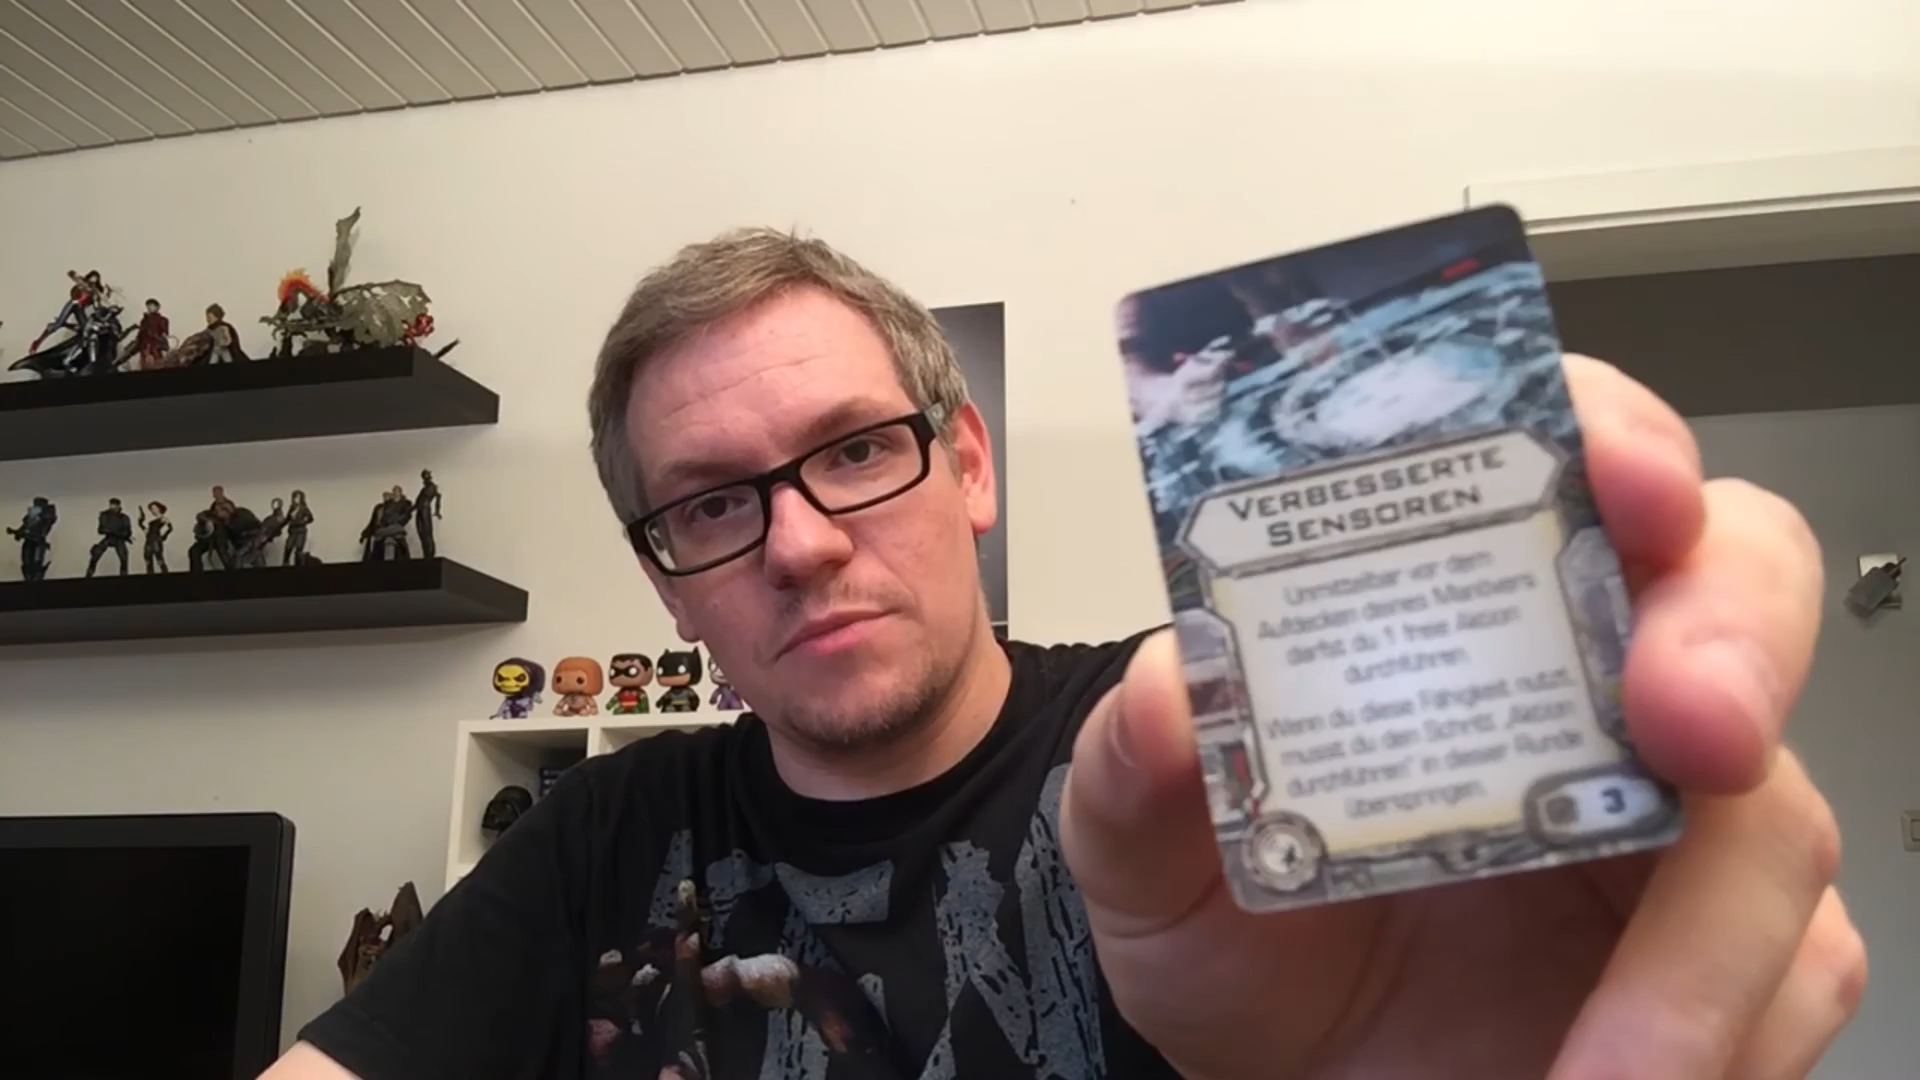 VERBESSERTE
SENSOREN
Unmittelbar vor dem
Aufdecken deines Manövers
darfst du 1 freie Aktion
durchführen.
Wenn du diese Fähigkeit nutzt,
musst du den Schritt „Aktion
durchführen" in dieser Runde
überspringen.
3